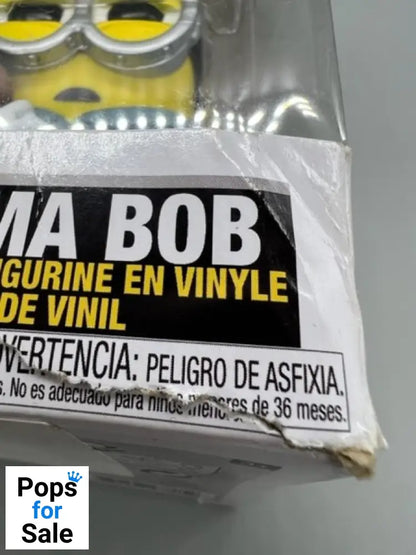 MA BOB
FIGURINE EN VINYLE
DE VINIL
ADVERTENCIA: PELIGRO DE ASFIXIA.
s. No es adecuado para niños menores de 36 meses.
Pops
for
Sale